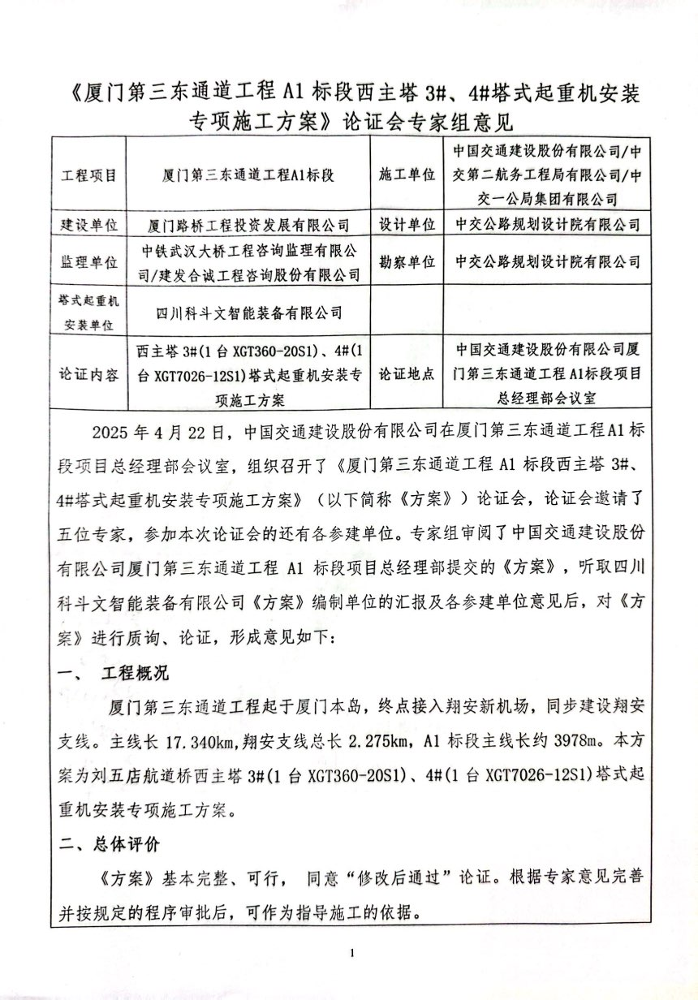 《厦门第三东通道工程 A1 标段西主塔 3#、4#塔式起重机安装
专项施工方案》论证会专家组意见
工程项目
厦门第三东通道工程A1标段
施工单位
中国交通建设股份有限公司/中
交第二航务工程局有限公司/中
交一公局集团有限公司
建设单位
厦门路桥工程投资发展有限公司
设计单位
中交公路规划设计院有限公司
监理单位
中铁武汉大桥工程咨询监理有限公
司/建发合诚工程咨询股份有限公司
勘察单位
中交公路规划设计院有限公司
塔式起重机
安装单位
四川科斗文智能装备有限公司
论证内容
西主塔 3#(1 台 XGT360-20S1)、4#(1
台 XGT7026-12S1)塔式起重机安装专
项施工方案
论证地点
中国交通建设股份有限公司厦
门第三东通道工程 A1标段项目
总经理部会议室
2025 年 4 月 22 日，中国交通建设股份有限公司在厦门第三东通道工程A1 标
段项目总经理部会议室，组织召开了《厦门第三东通道工程 A1 标段西主塔 3#、
4#塔式起重机安装专项施工方案》（以下简称《方案》）论证会，论证会邀请了
五位专家，参加本次论证会的还有各参建单位。专家组审阅了中国交通建设股份
有限公司厦门第三东通道工程 A1 标段项目总经理部提交的《方案》，听取四川
科斗文智能装备有限公司《方案》编制单位的汇报及各参建单位意见后，对《方
案》进行质询、论证，形成意见如下：
一、 工程概况
厦门第三东通道工程起于厦门本岛，终点接入翔安新机场，同步建设翔安
支线。主线长 17.340km,翔安支线总长 2.275km，A1 标段主线长约 3978m。本方
案为刘五店航道桥西主塔 3#(1 台 XGT360-20S1)、4#(1 台 XGT7026-12S1)塔式起
重机安装专项施工方案。
二、总体评价
《方案》基本完整、可行， 同意“修改后通过”论证。根据专家意见完善
并按规定的程序审批后，可作为指导施工的依据。
1